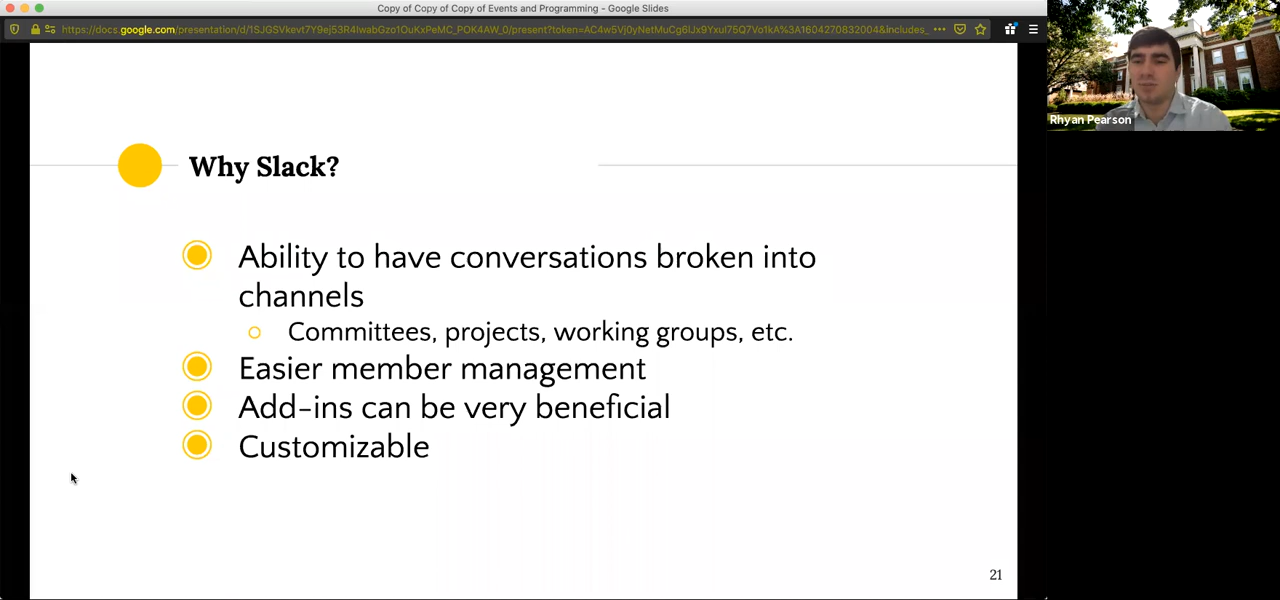 Copy of Copy of Copy of Events and Programming - Google Slides
Rhyan Pearson
Why Slack?
Ability to have conversations broken into
channels
Committees, projects, working groups, etc.
Easier member management
Add-ins can be very beneficial
Customizable
21